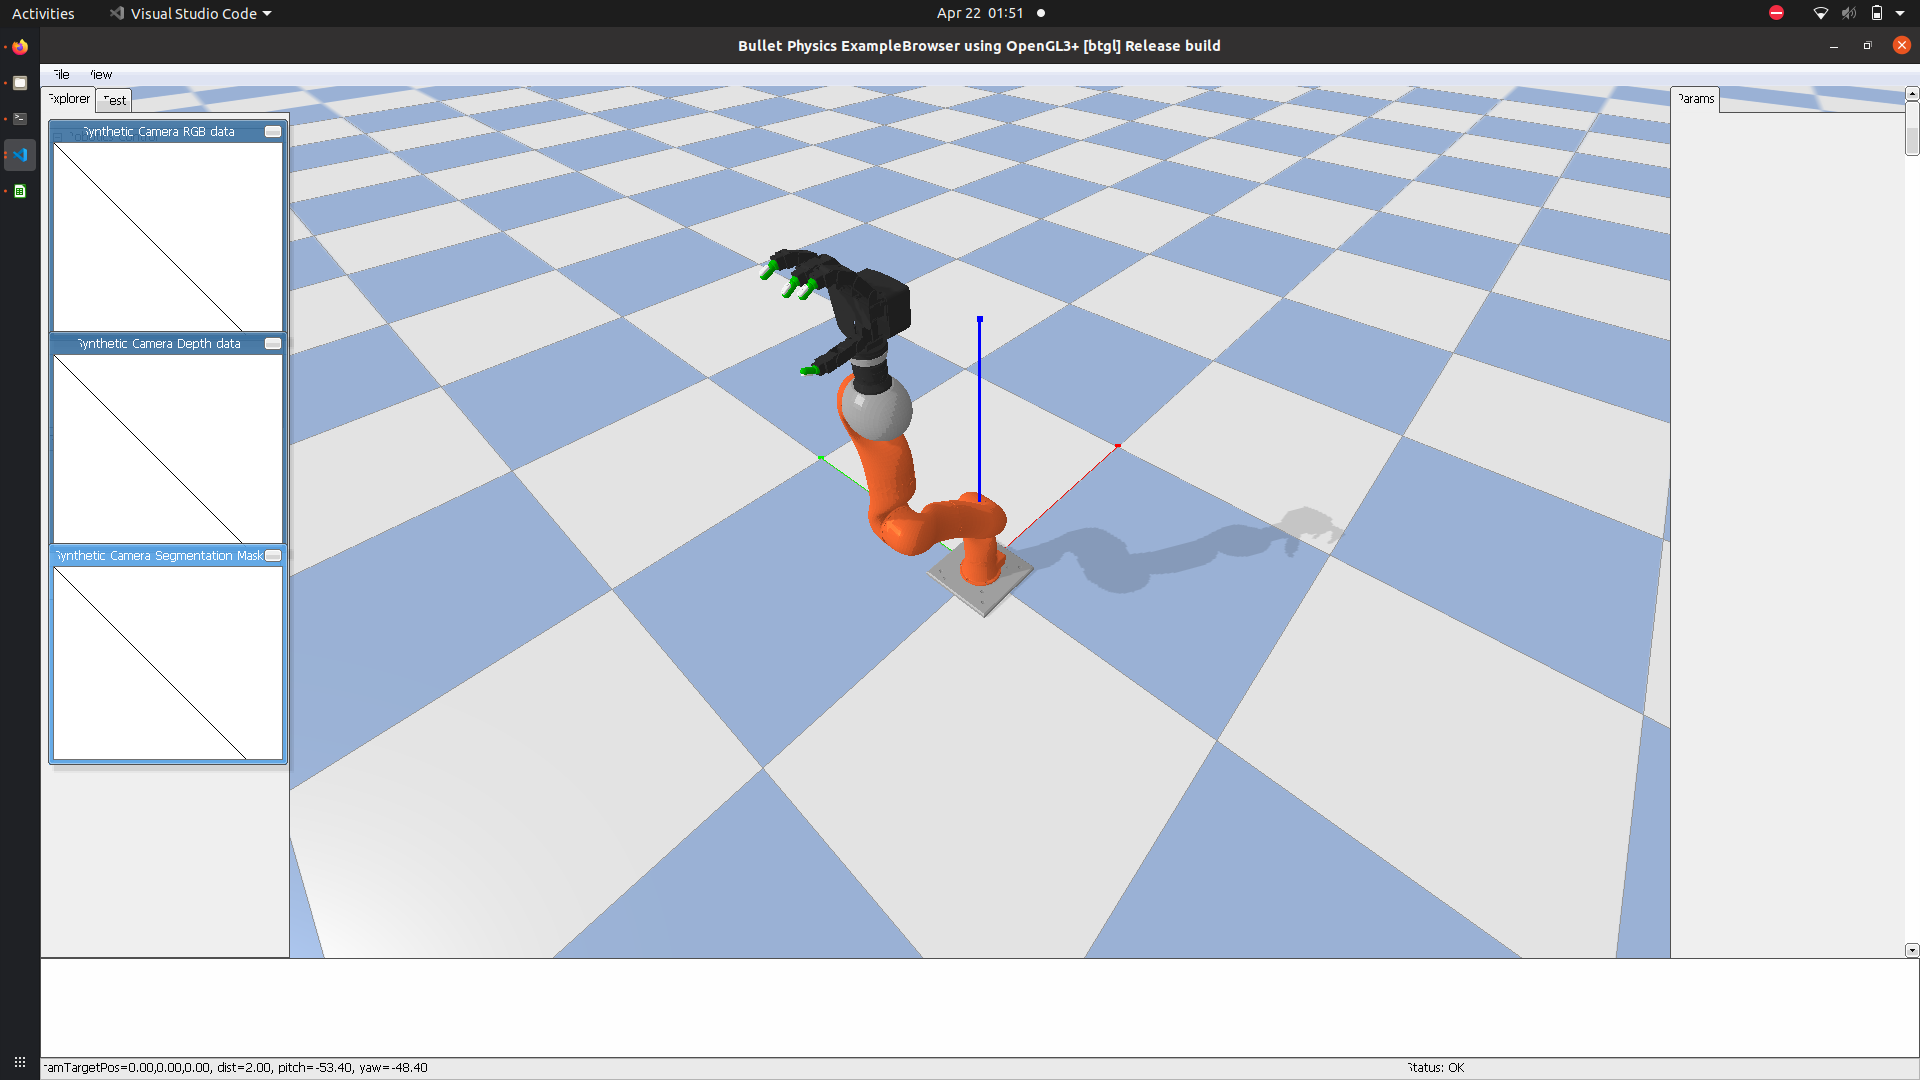 Activities
Visual Studio Code
Apr 22 01:51
Bullet Physics ExampleBrowser using OpenGL3+ [btgl] Release build
File View
Explorer Test
Params
Synthetic Camera RGB data
Synthetic Camera Depth data
Synthetic Camera Segmentation Mask
amTargetPos=0.00,0.00,0.00, dist=2.00, pitch=-53.40, yaw=-48.40
Status: OK